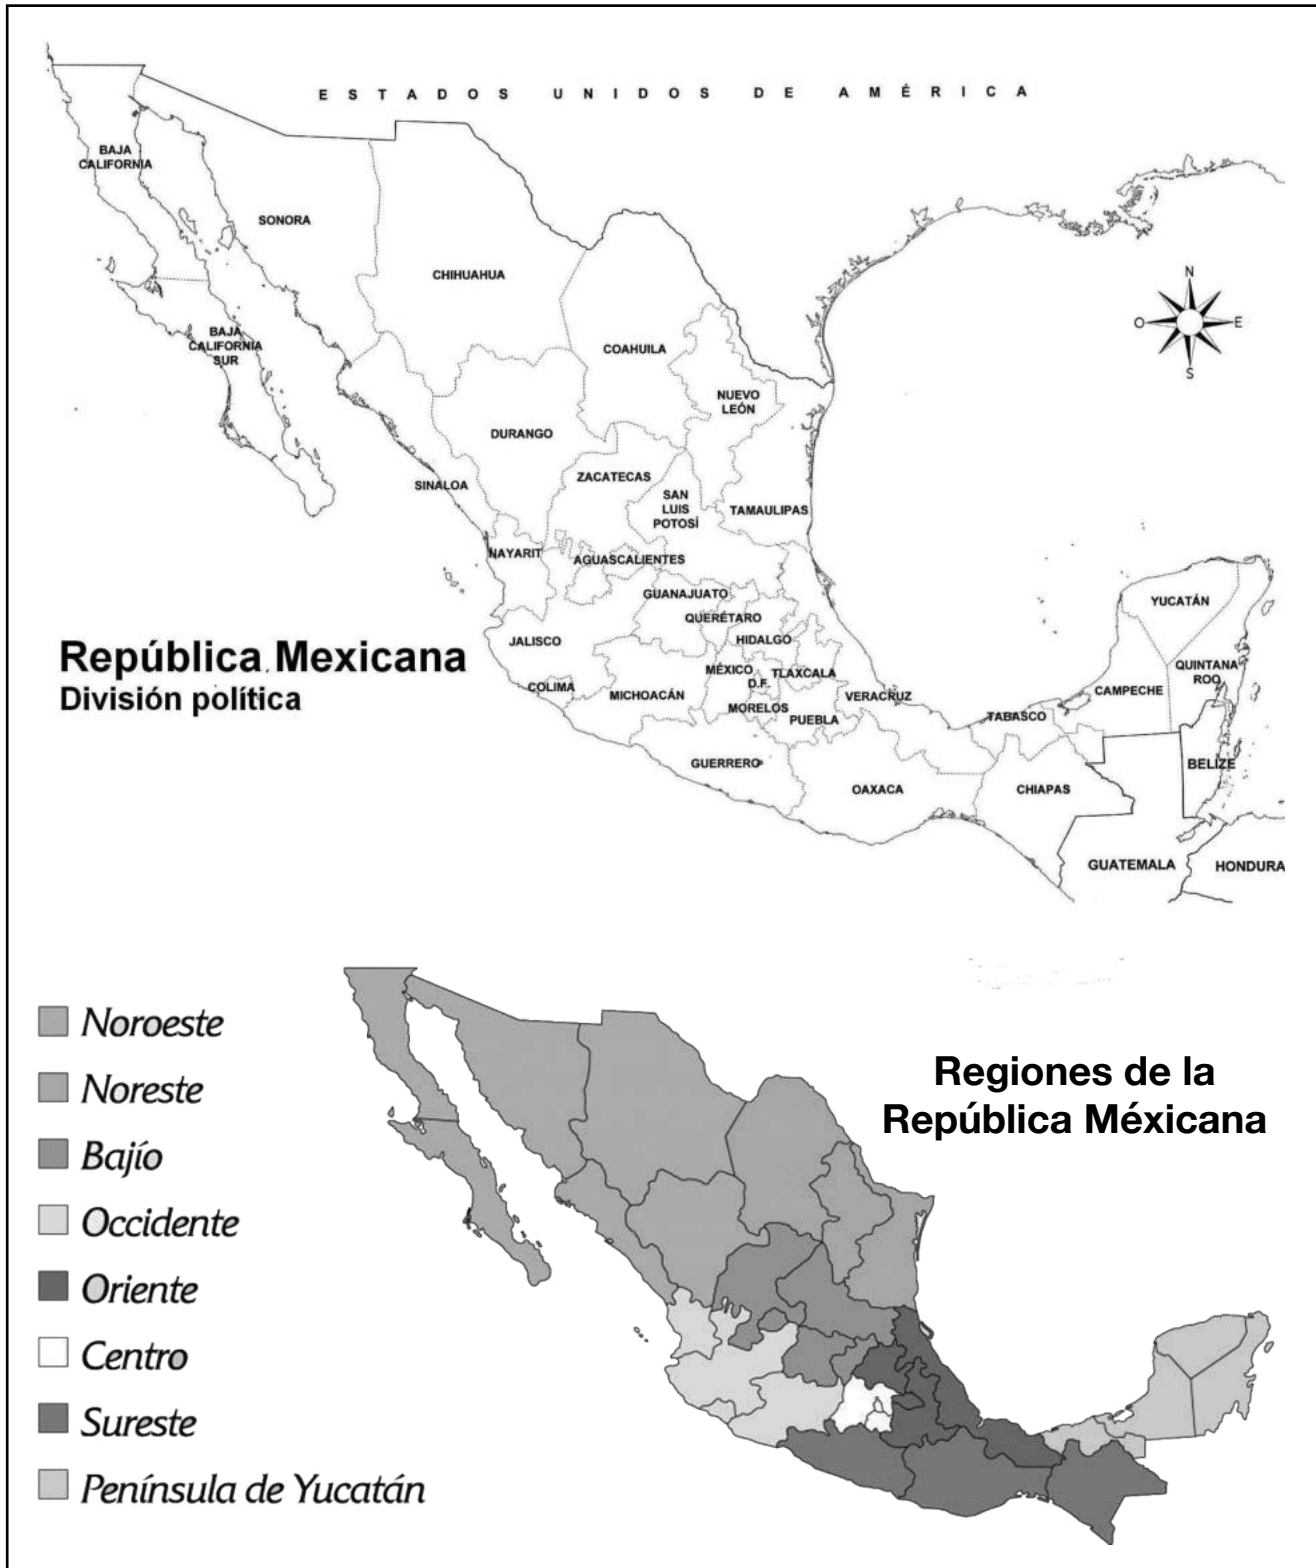 ESTADOS UNIDOS DE AMÉRICA
BAJA
CALIFORNIA
SONORA
CHIHUAHUA
N
O
E
S
BAJA
CALIFORNIA
SUR
COAHUILA
NUEVO
LEÓN
DURANGO
SINALOA
ZACATECAS
SAN
LUIS
POTOSÍ
TAMAULIPAS
NAYARIT
AGUASCALIENTES
GUANAJUATO
QUERÉTARO
HIDALGO
YUCATÁN
JALISCO
República Mexicana
División política
COLIMA
MICHOACÁN
MÉXICO
D.F.
TLAXCALA
MORELOS
PUEBLA
VERACRUZ
TABASCO
CAMPECHE
QUINTANA
ROO
GUERRERO
OAXACA
CHIAPAS
BELIZE
GUATEMALA
HONDURA
Noroeste
Noreste
Bajío
Occidente
Oriente
Centro
Sureste
Península de Yucatán
Regiones de la
República Méxicana